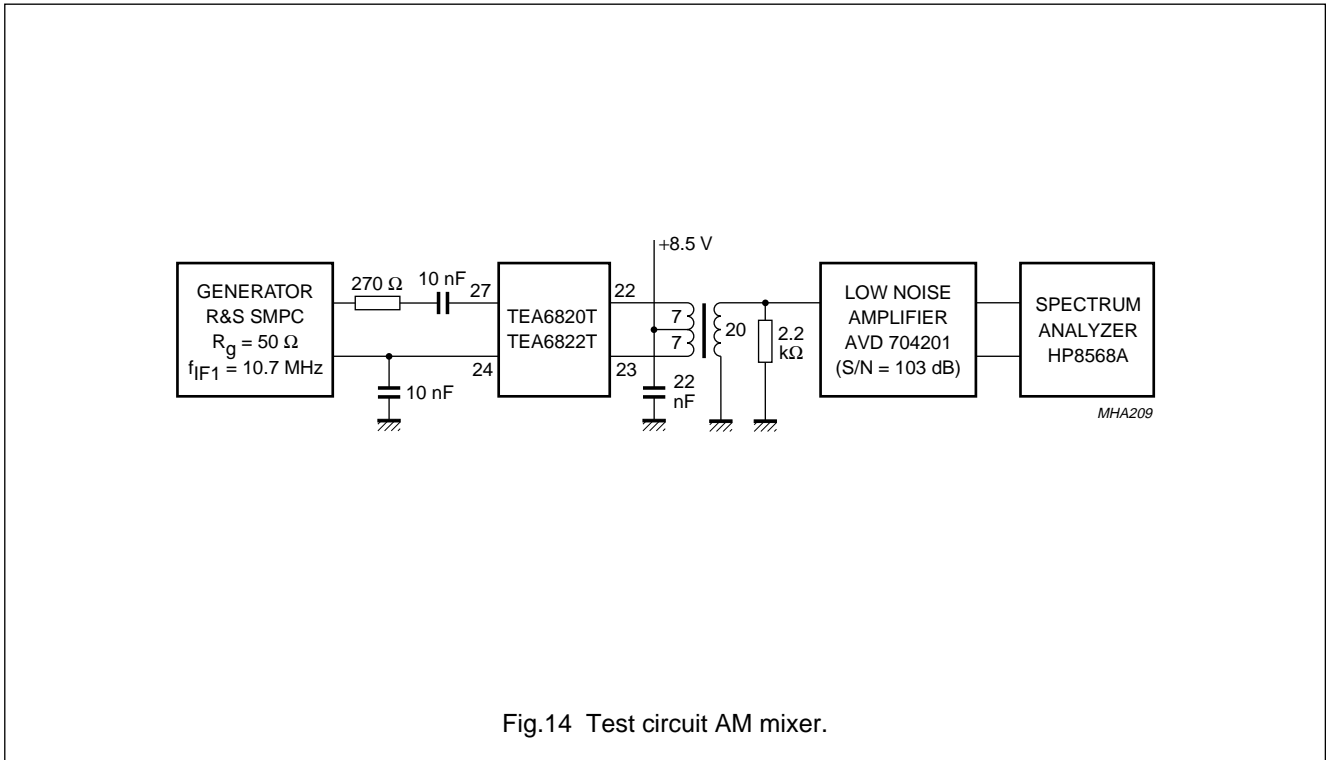 +8.5 V
GENERATOR
R&S SMPC
Rg = 50 Ω
fIF1 = 10.7 MHz
270 Ω
10 nF
27
24
10 nF
TEA6820T
TEA6822T
22
23
7
7
20
22
nF
2.2
kΩ
LOW NOISE
AMPLIFIER
AVD 704201
(S/N = 103 dB)
SPECTRUM
ANALYZER
HP8568A
MHA209
Fig.14 Test circuit AM mixer.